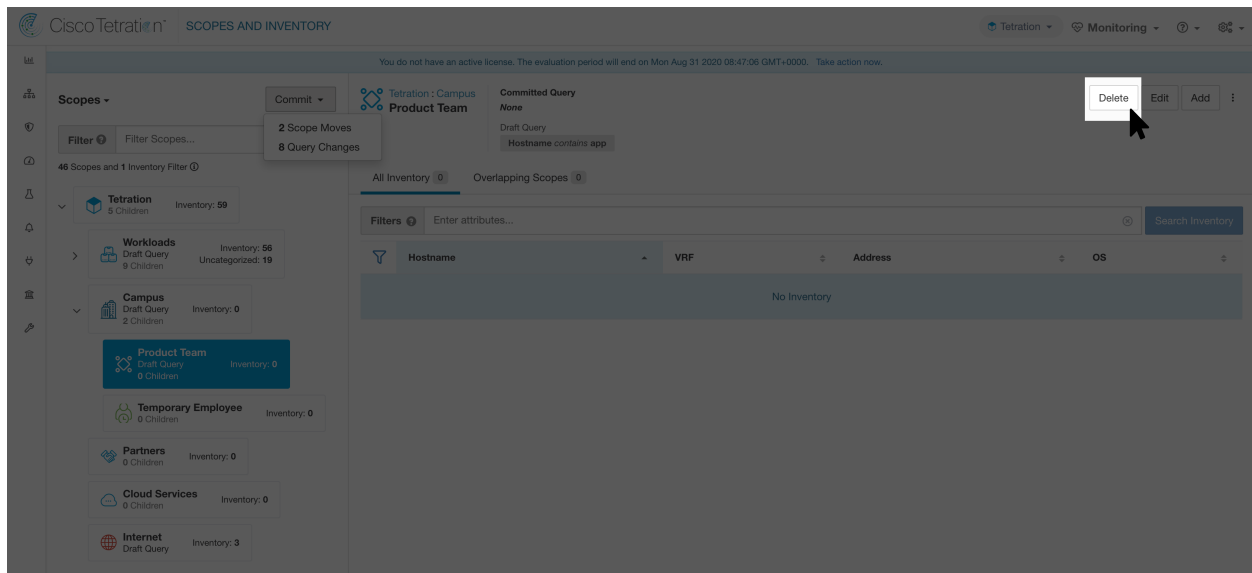 Cisco Tetration™ SCOPES AND INVENTORY
Tetration
Monitoring
You do not have an active license. The evaluation period will end on Mon Aug 31 2020 08:47:06 GMT+0000. Take action now.
Scopes
Commit
2 Scope Moves
8 Query Changes
Filter
Filter Scopes...
46 Scopes and 1 Inventory Filter
Tetration
5 Children
Inventory: 59
Workloads
Draft Query
9 Children
Inventory: 56
Uncategorized: 19
Campus
Draft Query
2 Children
Inventory: 0
Product Team
Draft Query
0 Children
Inventory: 0
Temporary Employee
0 Children
Inventory: 0
Partners
0 Children
Inventory: 0
Cloud Services
0 Children
Inventory: 0
Internet
Draft Query
Inventory: 3
Tetration : Campus
Product Team
Committed Query
None
Draft Query
Hostname contains app
Delete
Edit
Add
All Inventory 0
Overlapping Scopes 0
Filters
Enter attributes...
Search Inventory
Hostname
VRF
Address
OS
No Inventory